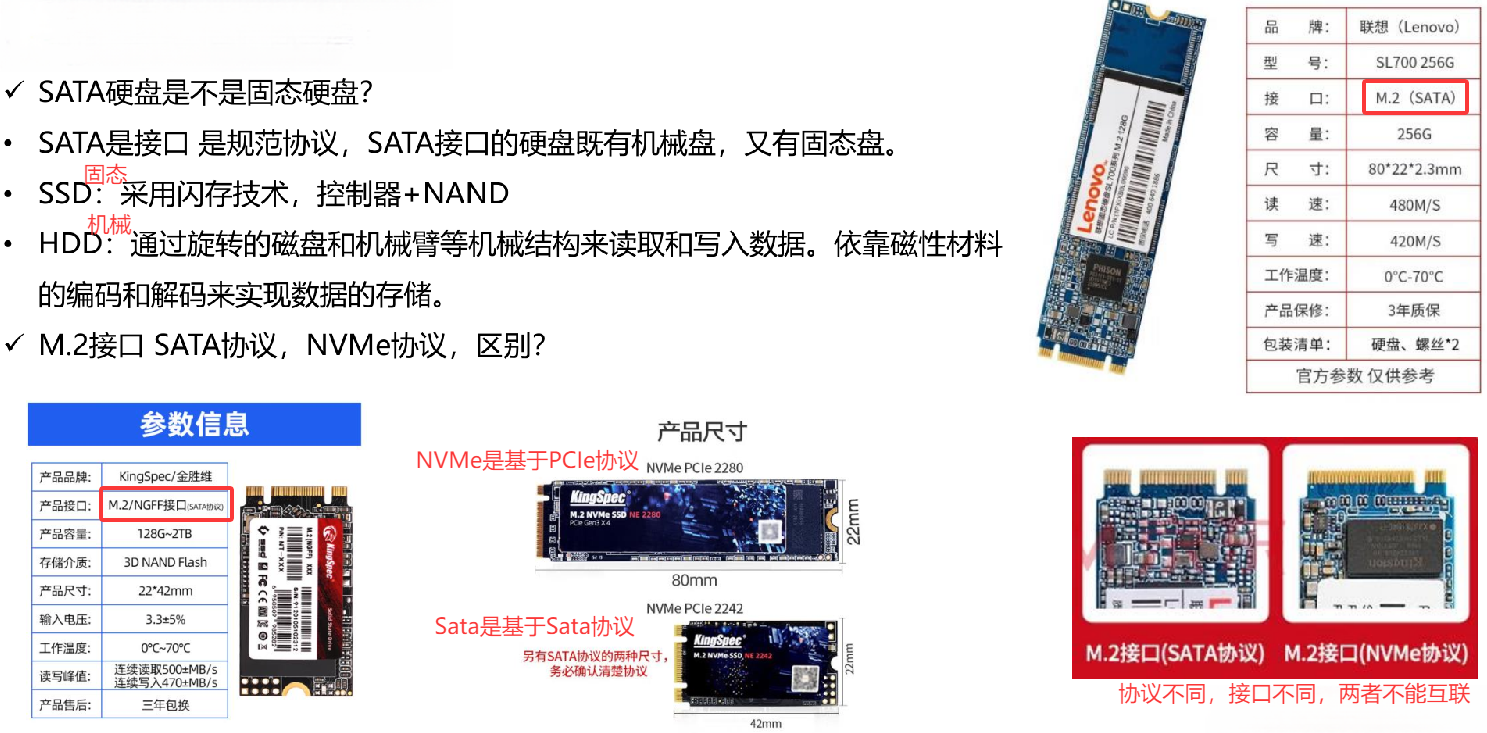 SATA硬盘是不是固态硬盘?
SATA是接口 是规范协议，SATA接口的硬盘既有机械盘，又有固态盘。
固态
SSD：采用闪存技术，控制器+NAND
机械
HDD：通过旋转的磁盘和机械臂等机械结构来读取和写入数据。依靠磁性材料
的编码和解码来实现数据的存储。
M.2接口 SATA协议，NVMe协议，区别?
Lenovo
Made in China
PHISON
品 牌： 联想（Lenovo）
型 号： SL700 256G
接 口： M.2（SATA）
容 量： 256G
尺 寸： 80*22*2.3mm
读 速： 480M/S
写 速： 420M/S
工作温度： 0°C-70°C
产品保修： 3年质保
包装清单： 硬盘、螺丝*2
官方参数 仅供参考
参数信息
产品品牌： KingSpec/金胜维
产品接口： M.2/NGFF接口(SATA协议)
产品容量： 128G~2TB
存储介质： 3D NAND Flash
产品尺寸： 22*42mm
输入电压： 3.3±5%
工作温度： 0°C~70°C
读写峰值： 连续读取500±MB/s
连续写入470±MB/s
产品售后： 三年包换
KingSpec
产品尺寸
NVMe是基于PCIe协议
NVMe PCIe 2280
KingSpec
M.2 NVMe SSD NE 2280
PCIe Gen3 X4
22mm
80mm
NVMe PCIe 2242
Sata是基于Sata协议
另有SATA协议的两种尺寸，
务必确认清楚协议
KingSpec
M.2 NVMe SSD NE 2242
22mm
42mm
Kingston
M.2接口(SATA协议)
M.2接口(NVMe协议)
协议不同，接口不同，两者不能互联